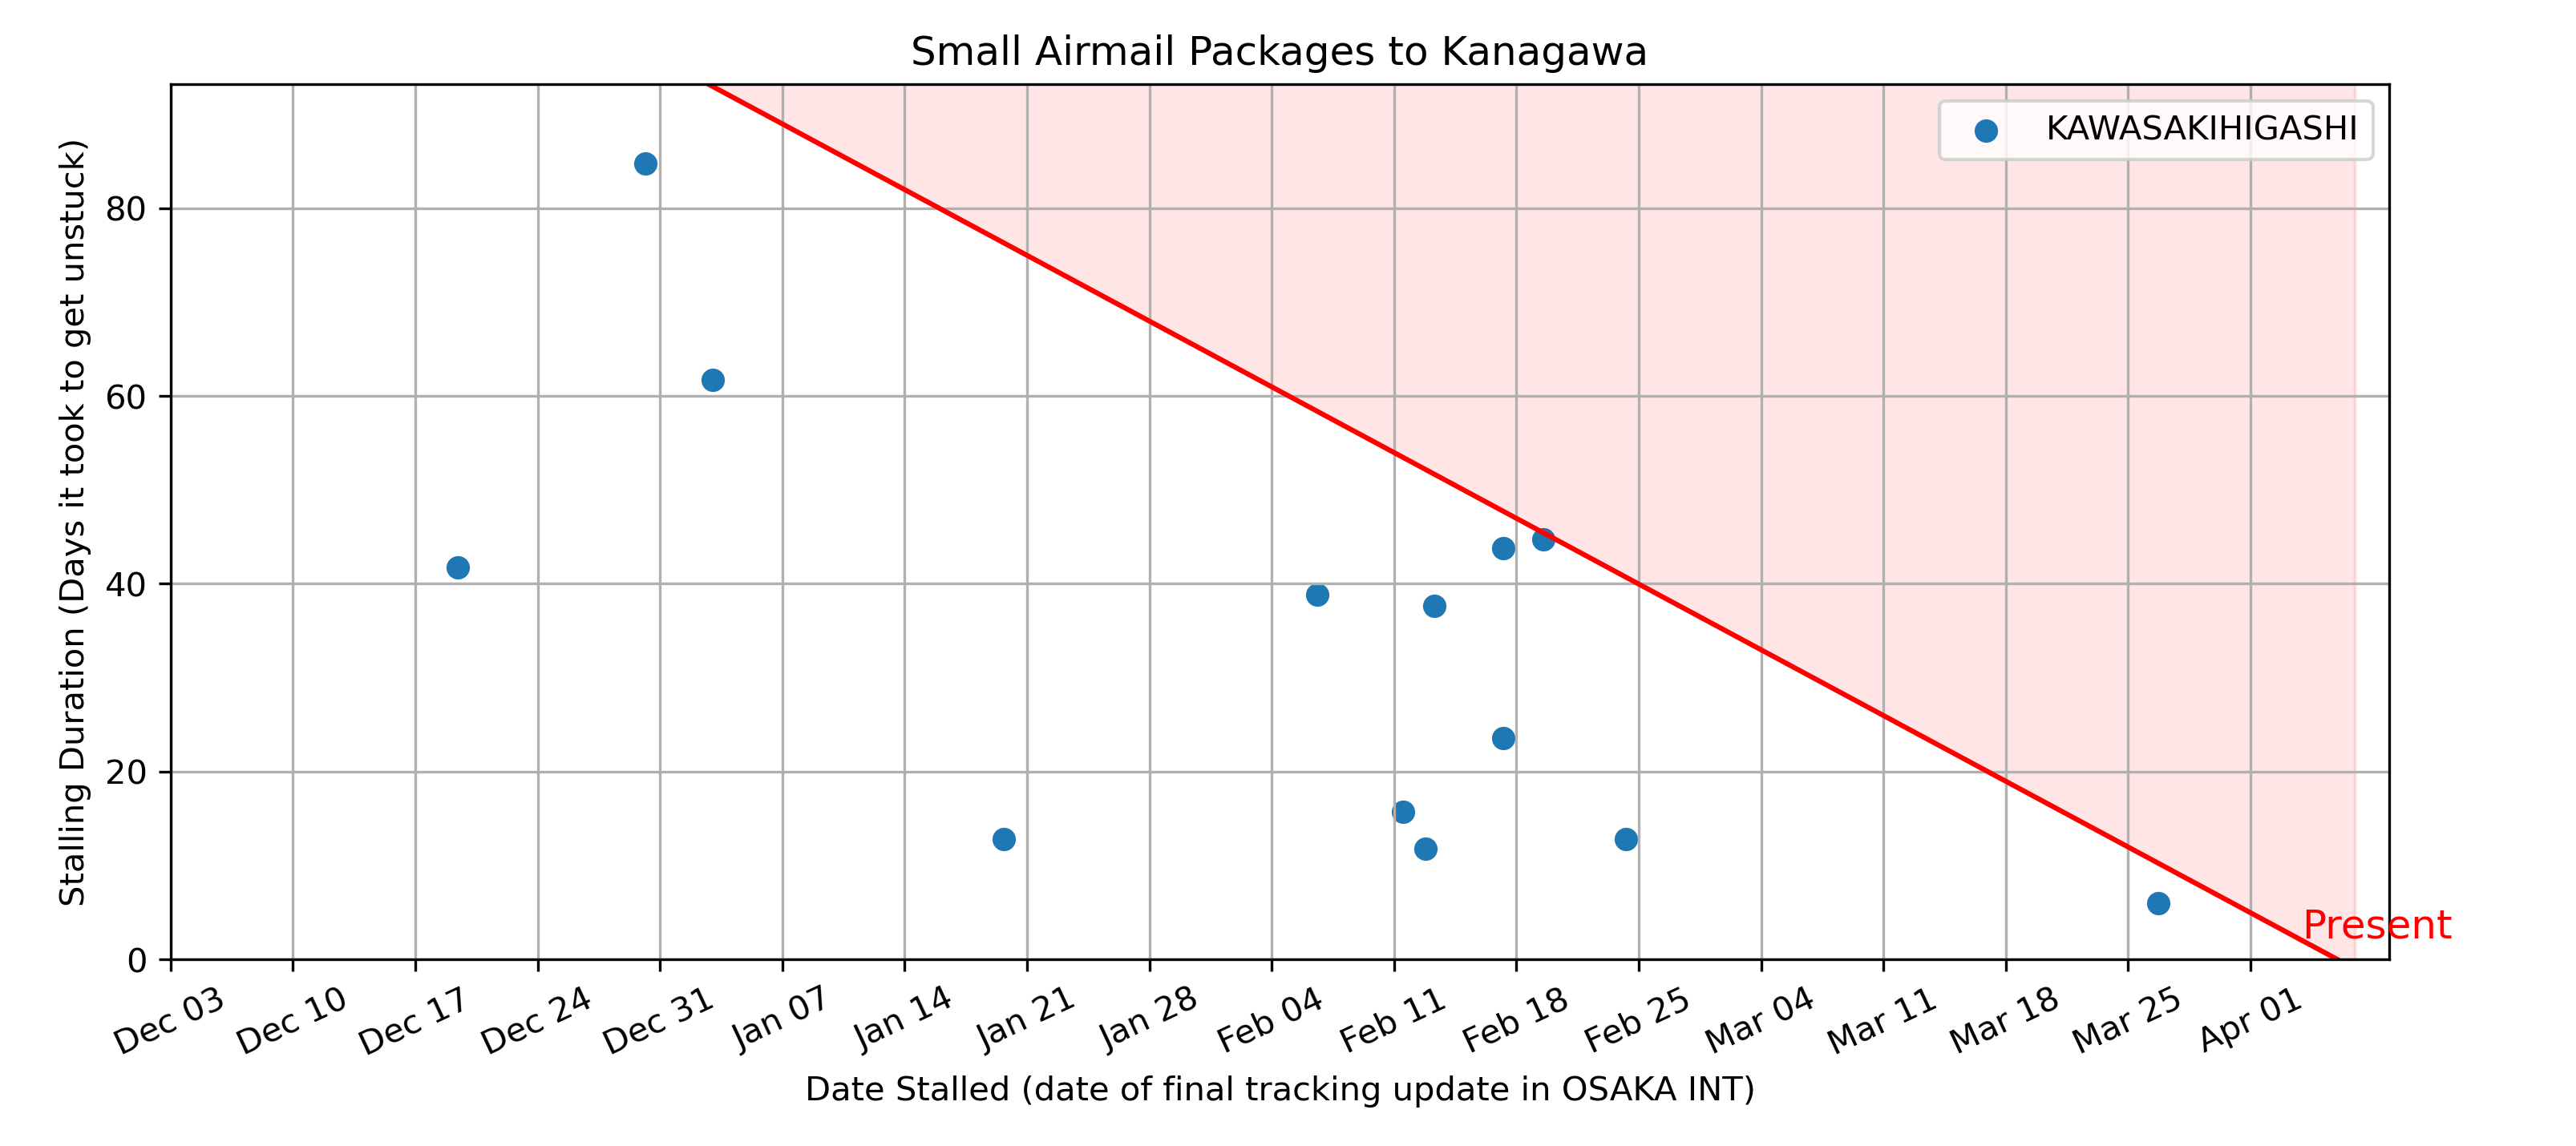 Small Airmail Packages to Kanagawa
KAWASAKIHIGASHI
Stalling Duration (Days it took to get unstuck)
80
60
40
20
0
Present
Dec 03
Dec 10
Dec 17
Dec 24
Dec 31
Jan 07
Jan 14
Jan 21
Jan 28
Feb 04
Feb 11
Feb 18
Feb 25
Mar 04
Mar 11
Mar 18
Mar 25
Apr 01
Date Stalled (date of final tracking update in OSAKA INT)